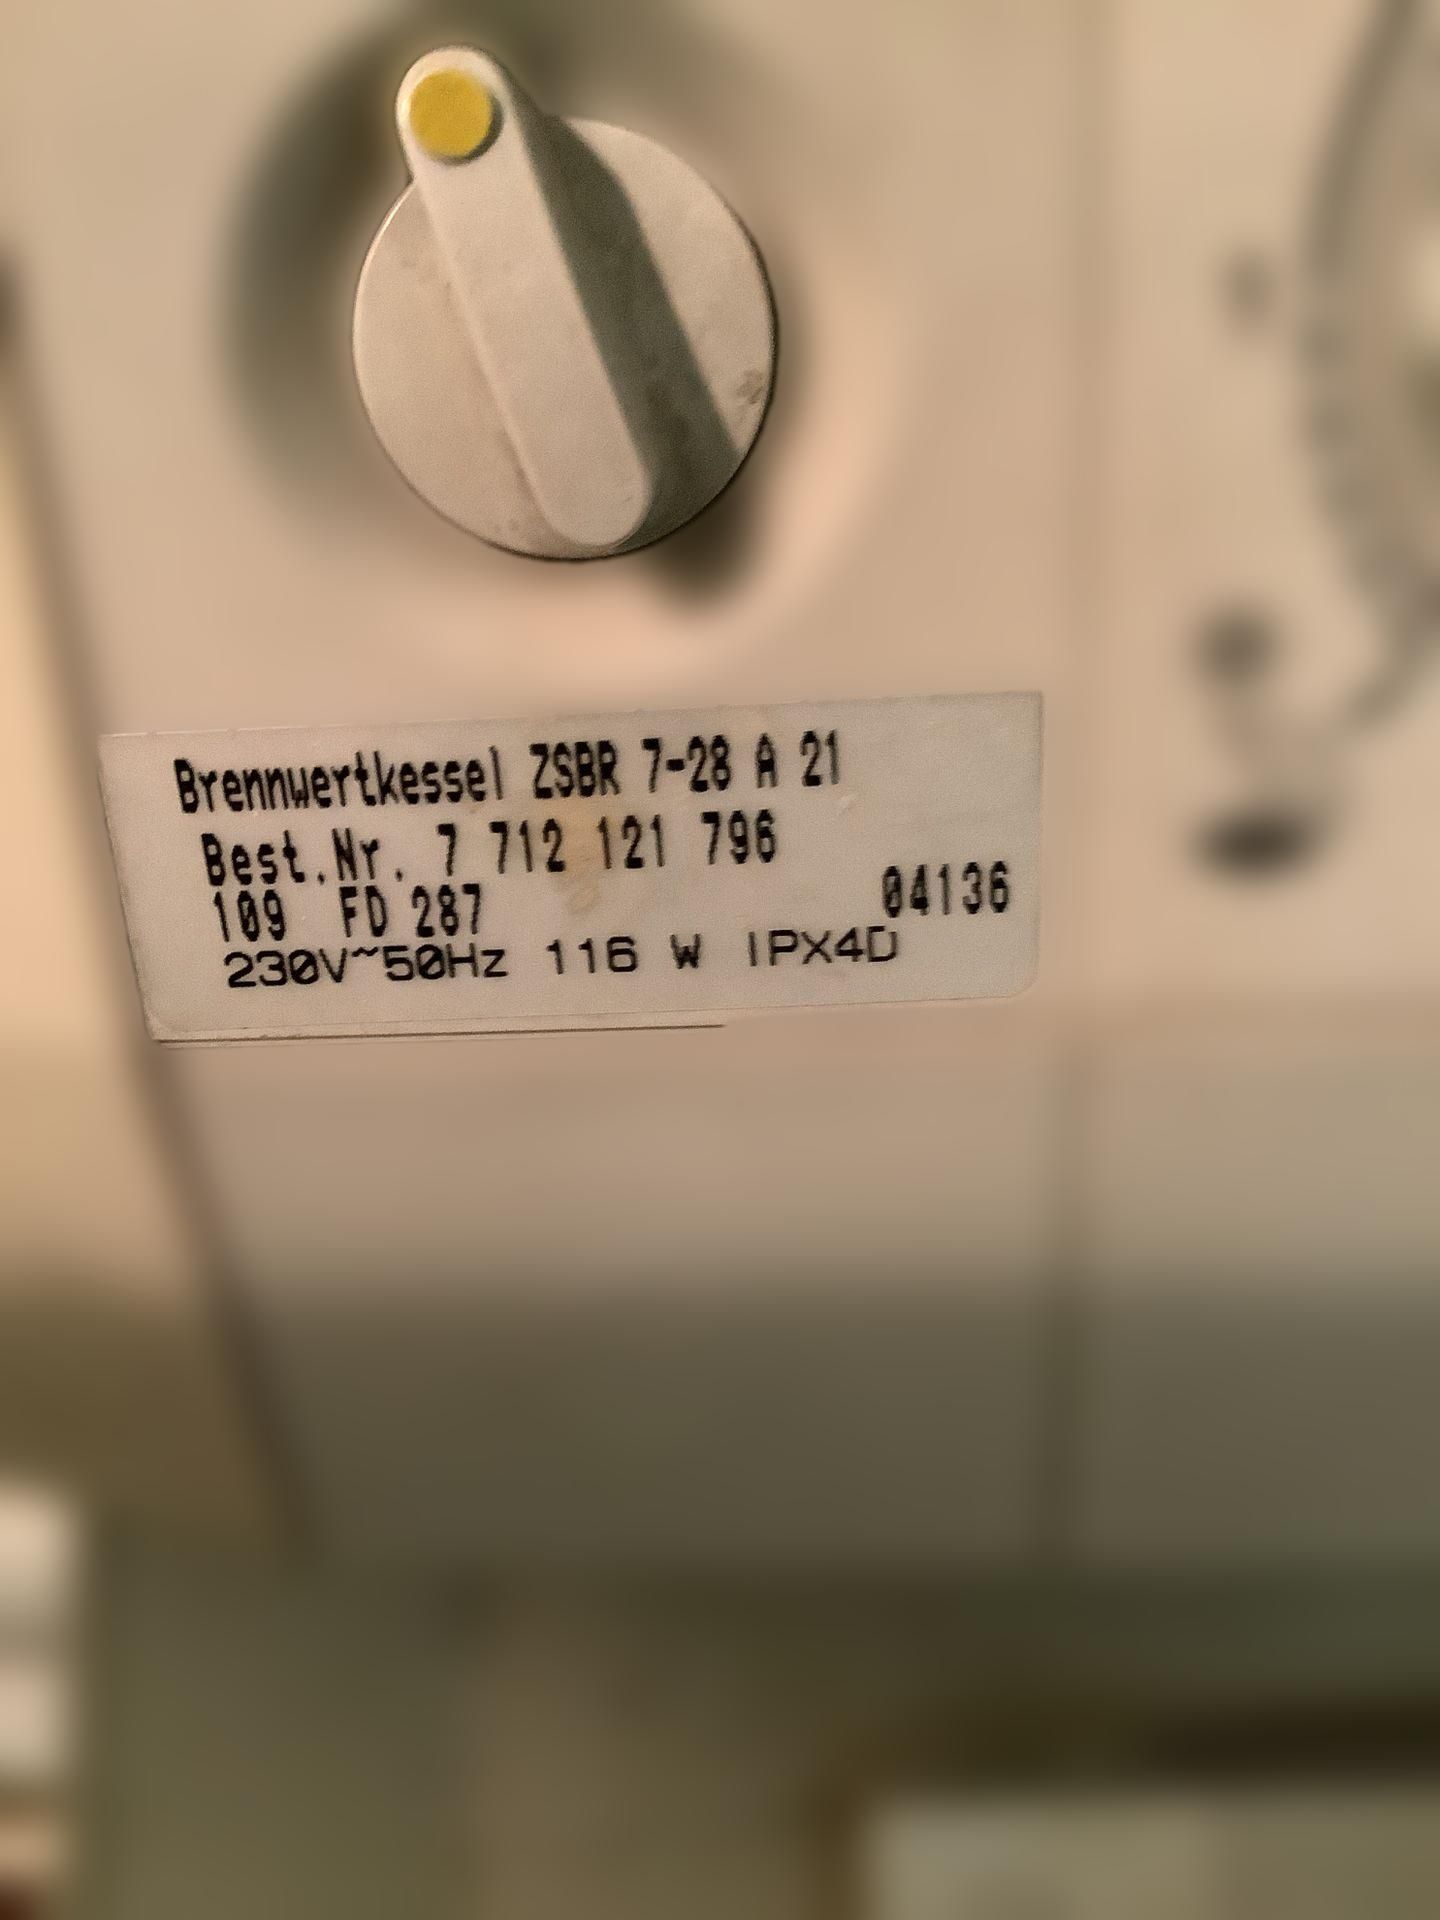 Brennwertkessel ZSBR 7-28 A 21
Best.Nr. 7 712 121 796
109 FD 287 04136
230V~50Hz 116 W IPX4D